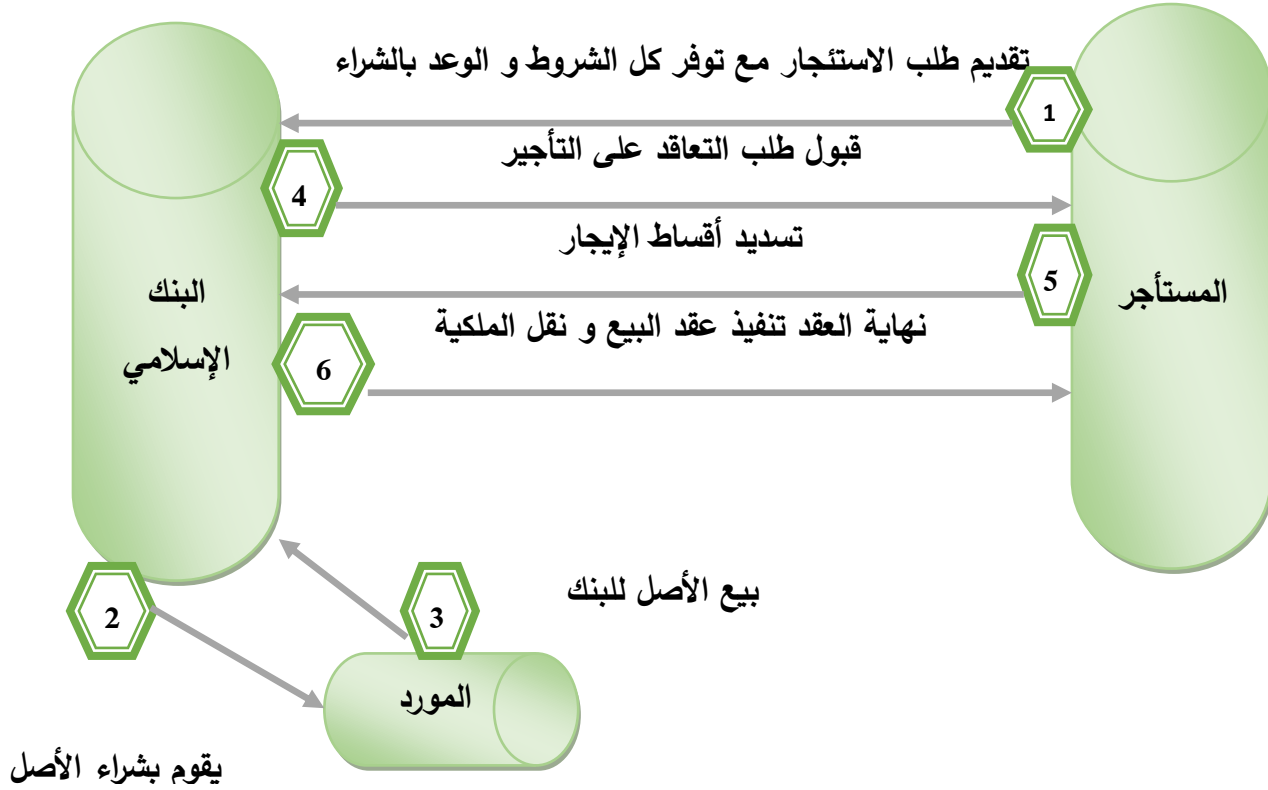 تقديم طلب الاستئجار مع توفر كل الشروط و الوعد بالشراء
1
قبول طلب التعاقد على التأجير
4
تسديد أقساط الإيجار
5
المستأجر
البنك
الإسلامي
نهاية العقد تنفيذ عقد البيع و نقل الملكية
6
بيع الأصل للبنك
3
2
المورد
يقوم بشراء الأصل